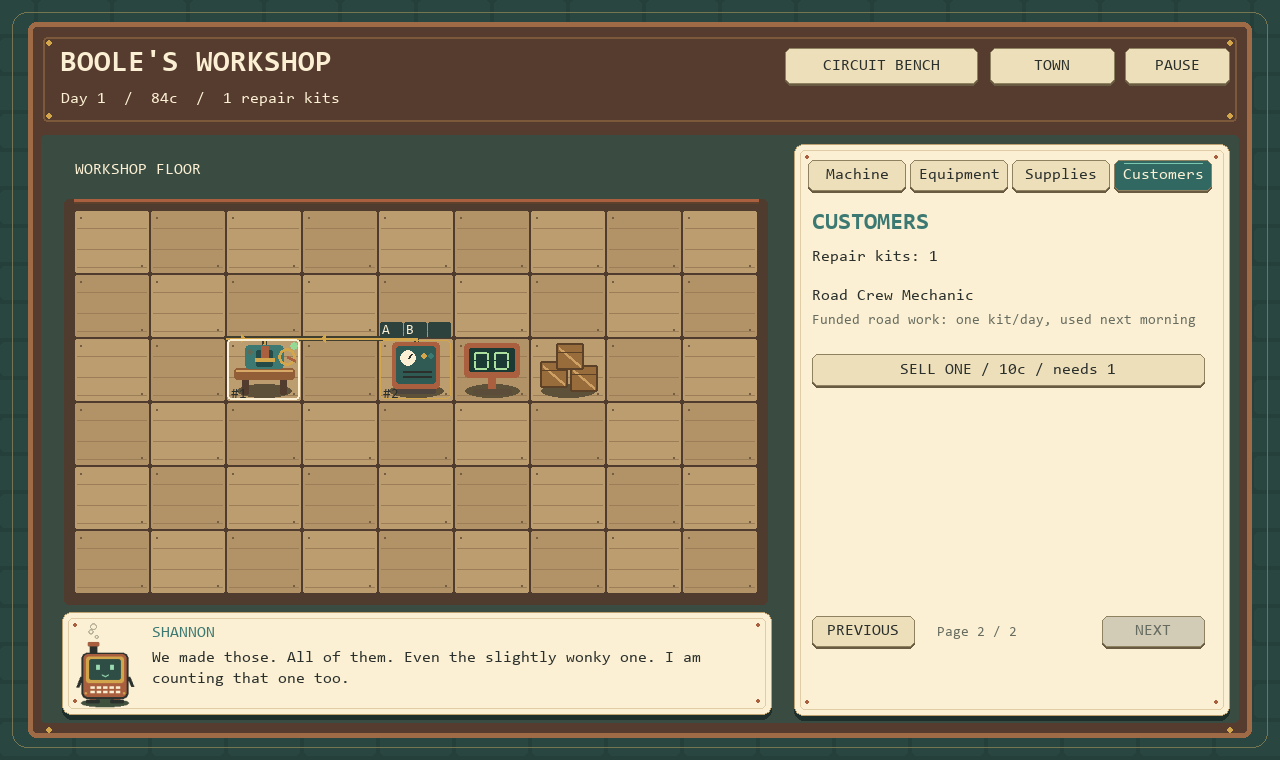 BOOLE'S WORKSHOP
Day 1 / 84c / 1 repair kits
CIRCUIT BENCH
TOWN
PAUSE
WORKSHOP FLOOR
A B
#1
#2
00
Machine
Equipment
Supplies
Customers
CUSTOMERS
Repair kits: 1
Road Crew Mechanic
Funded road work: one kit/day, used next morning
SELL ONE / 10c / needs 1
PREVIOUS
Page 2 / 2
NEXT
SHANNON
We made those. All of them. Even the slightly wonky one. I am
counting that one too.